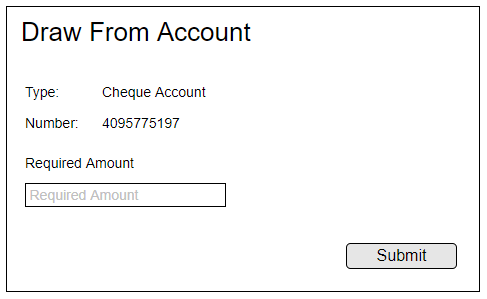 Draw From Account
Type: Cheque Account
Number: 4095775197
Required Amount
Required Amount
Submit